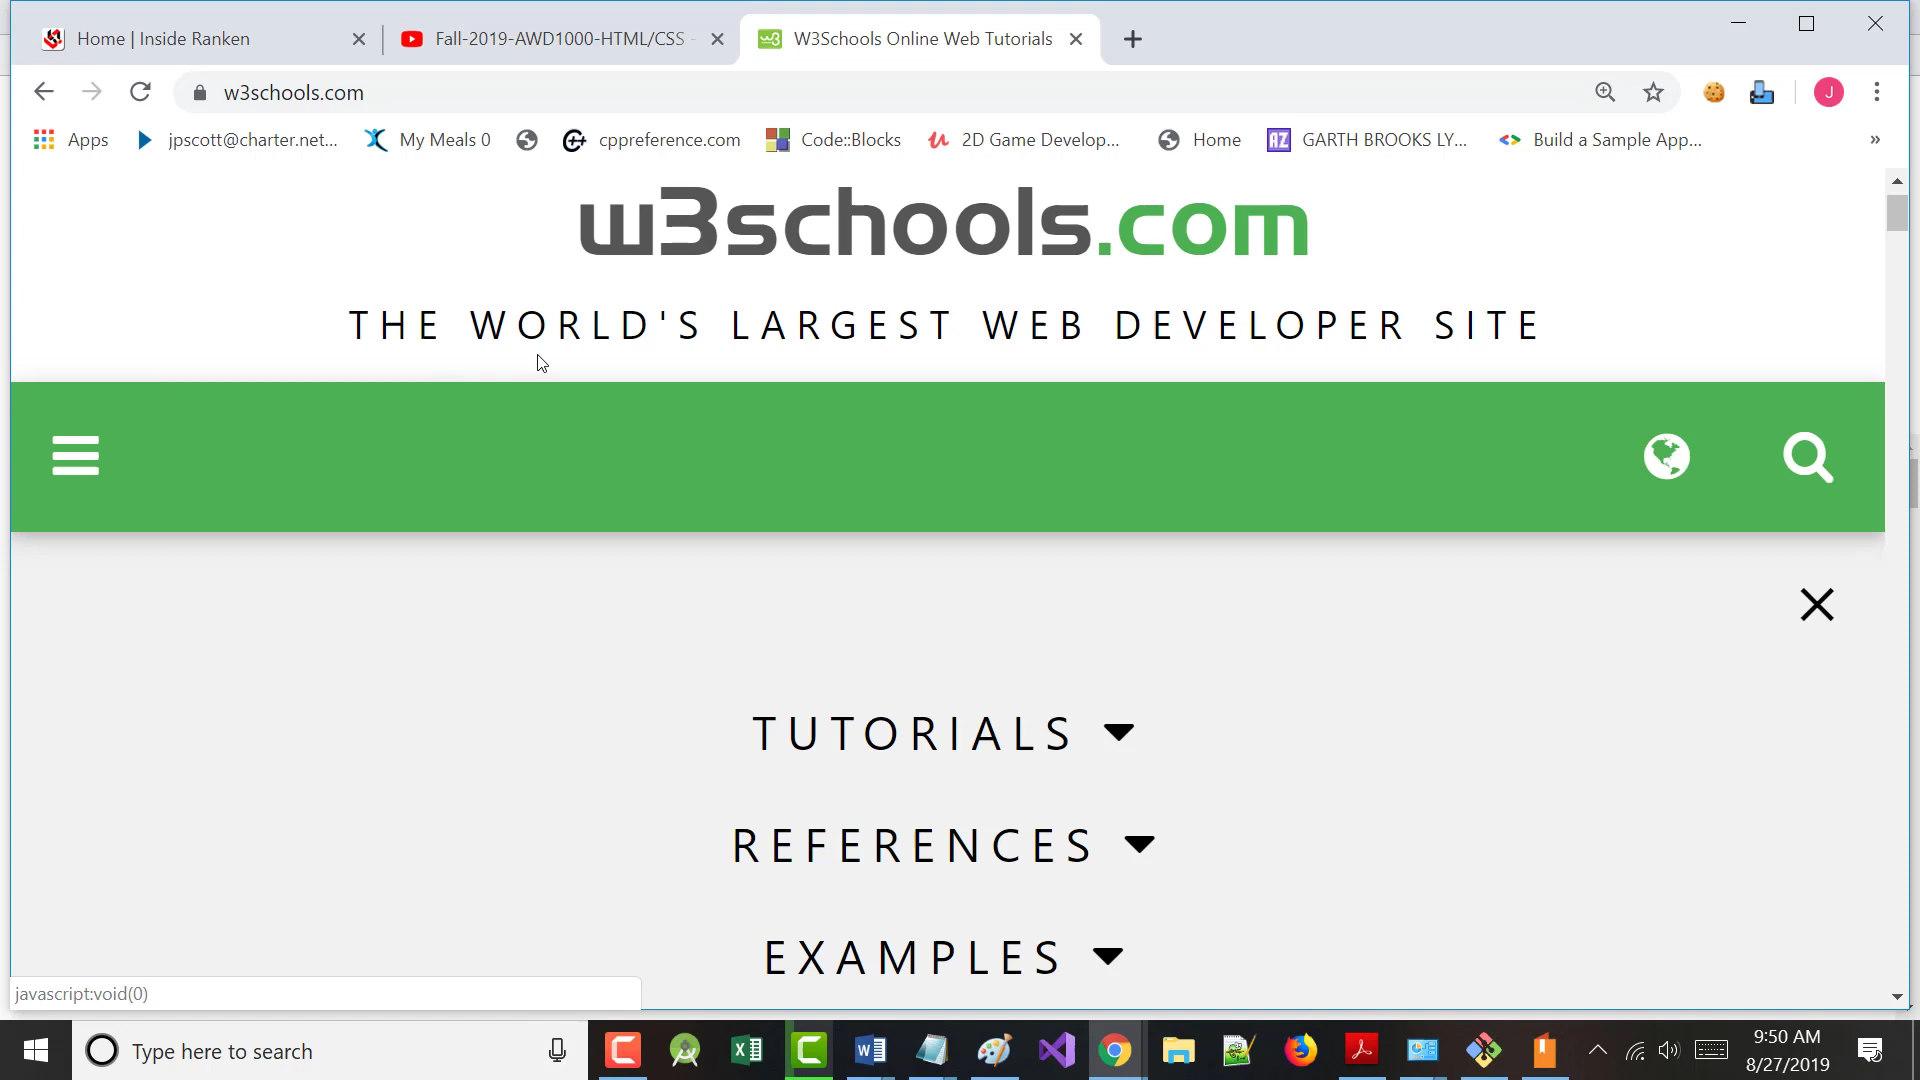 Home | Inside Ranken
Fall-2019-AWD1000-HTML/CSS -
W3Schools Online Web Tutorials
w3schools.com
J
Apps
jpscott@charter.net...
My Meals 0
cppreference.com
Code::Blocks
2D Game Develop...
Home
AZ
GARTH BROOKS LY...
Build a Sample App...
»
w3schools.com
THE WORLD'S LARGEST WEB DEVELOPER SITE
TUTORIALS
REFERENCES
EXAMPLES
javascript:void(0)
Type here to search
9:50 AM
8/27/2019